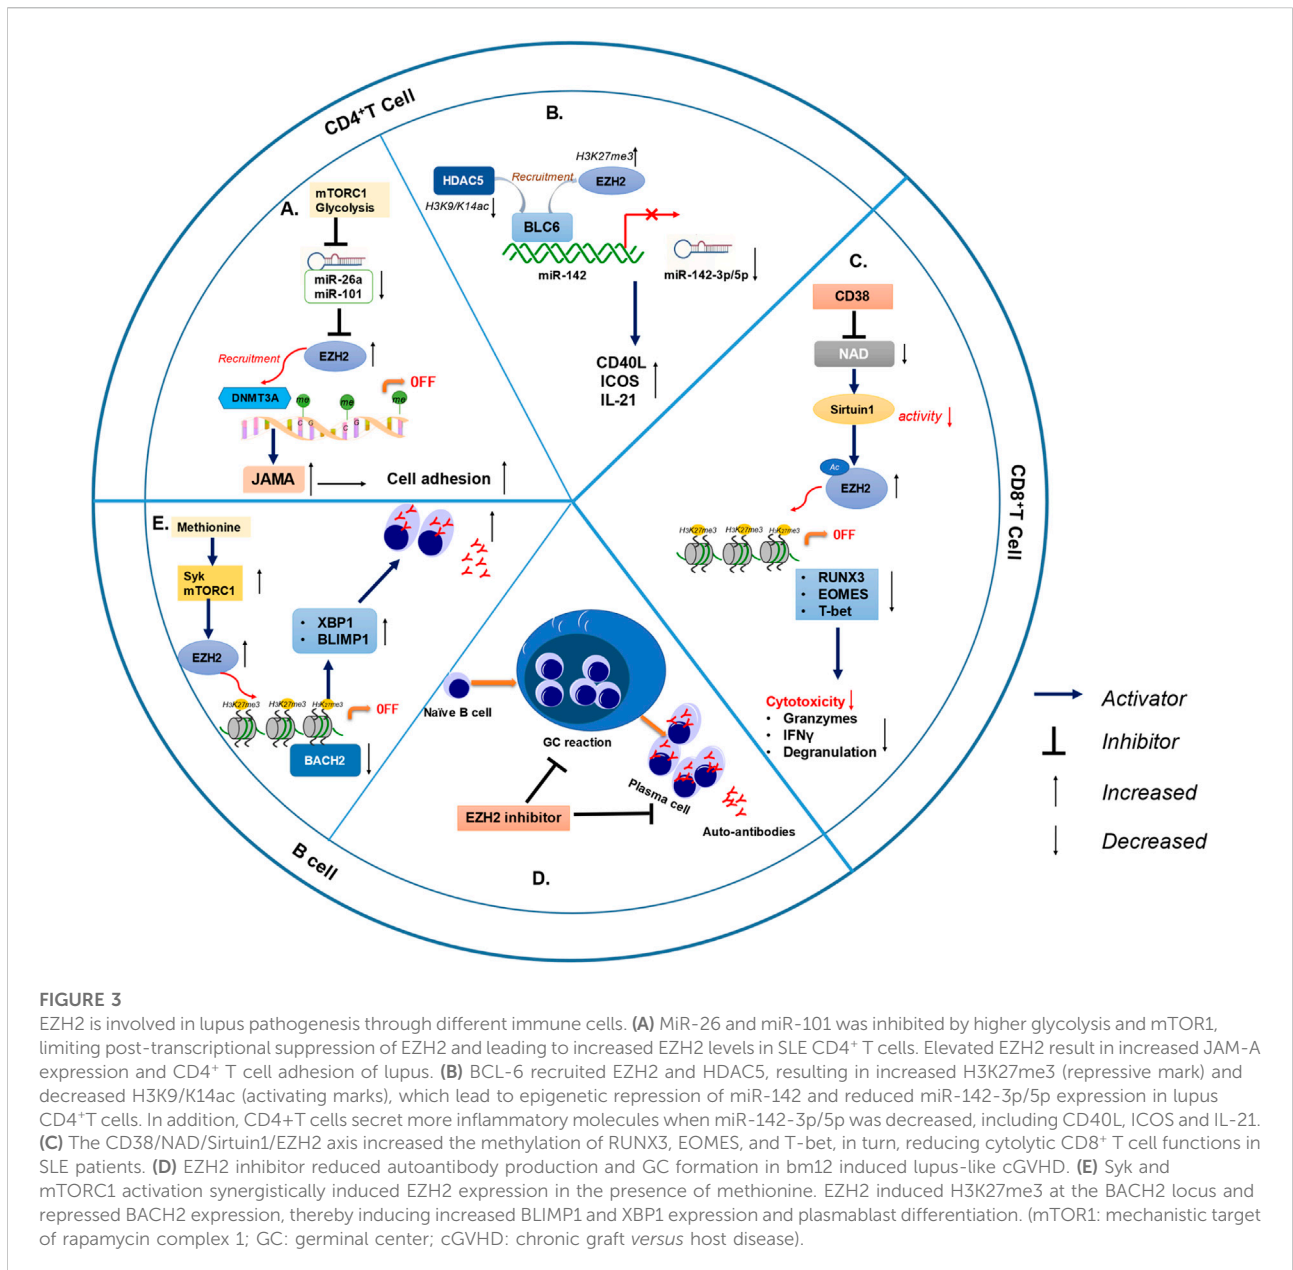 CD4⁺T Cell
A.
mTORC1
Glycolysis
miR-26a
miR-101
EZH2
Recruitment
DNMT3A
me
me
me
OFF
C G
C
G
JAMA
Cell adhesion
B.
HDAC5
H3K9/K14ac
Recruitment
H3K27me3
EZH2
BLC6
miR-142
miR-142-3p/5p
CD40L
ICOS
IL-21
CD8⁺T Cell
C.
CD38
NAD
Sirtuin1
activity
Ac
EZH2
H3K27me3
H3K27me3
H3K27me3
OFF
• RUNX3
• EOMES
• T-bet
Cytotoxicity
• Granzymes
• IFNγ
• Degranulation
E.
Methionine
Syk
mTORC1
EZH2
H3K27me3
H3K27me3
H3K27me3
OFF
BACH2
• XBP1
• BLIMP1
B cell
D.
Naïve B cell
GC reaction
Plasma cell
EZH2 inhibitor
Auto-antibodies
Activator
Inhibitor
Increased
Decreased
FIGURE 3
EZH2 is involved in lupus pathogenesis through different immune cells. (A) MiR-26 and miR-101 was inhibited by higher glycolysis and mTOR1,
limiting post-transcriptional suppression of EZH2 and leading to increased EZH2 levels in SLE CD4⁺ T cells. Elevated EZH2 result in increased JAM-A
expression and CD4⁺ T cell adhesion of lupus. (B) BCL-6 recruited EZH2 and HDAC5, resulting in increased H3K27me3 (repressive mark) and
decreased H3K9/K14ac (activating marks), which lead to epigenetic repression of miR-142 and reduced miR-142-3p/5p expression in lupus
CD4⁺T cells. In addition, CD4+T cells secret more inflammatory molecules when miR-142-3p/5p was decreased, including CD40L, ICOS and IL-21.
(C) The CD38/NAD/Sirtuin1/EZH2 axis increased the methylation of RUNX3, EOMES, and T-bet, in turn, reducing cytolytic CD8⁺ T cell functions in
SLE patients. (D) EZH2 inhibitor reduced autoantibody production and GC formation in bm12 induced lupus-like cGVHD. (E) Syk and
mTORC1 activation synergistically induced EZH2 expression in the presence of methionine. EZH2 induced H3K27me3 at the BACH2 locus and
repressed BACH2 expression, thereby inducing increased BLIMP1 and XBP1 expression and plasmablast differentiation. (mTOR1: mechanistic target
of rapamycin complex 1; GC: germinal center; cGVHD: chronic graft versus host disease).